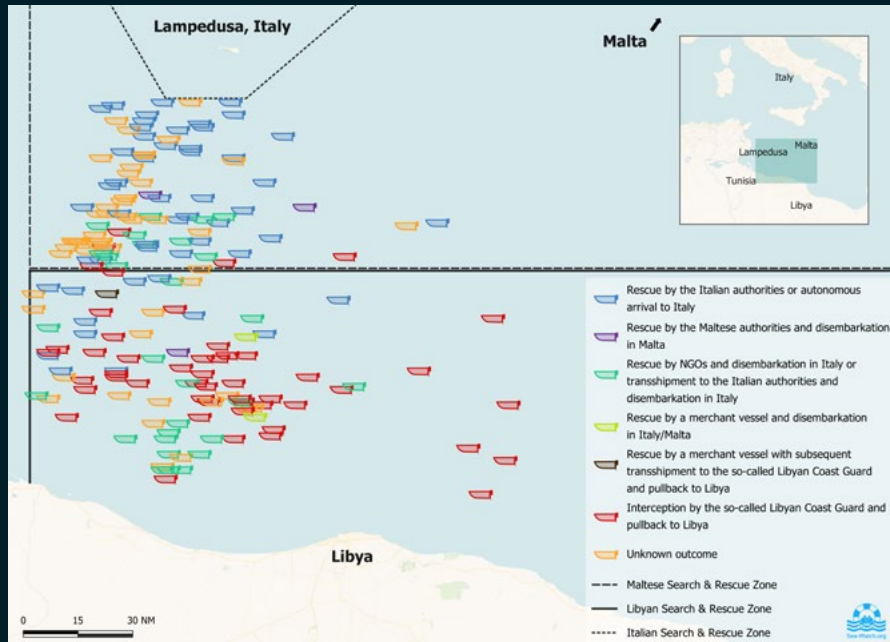 Lampedusa, Italy
Malta
Italy
Malta
Lampedusa
Tunisia
Libya
Rescue by the Italian authorities or autonomous
arrival to Italy
Rescue by the Maltese authorities and disembarkation
in Malta
Rescue by NGOs and disembarkation in Italy or
transshipment to the Italian authorities and
disembarkation in Italy
Rescue by a merchant vessel and disembarkation
in Italy/Malta
Rescue by a merchant vessel with subsequent
transshipment to the so-called Libyan Coast Guard
and pullback to Libya
Interception by the so-called Libyan Coast Guard and
pullback to Libya
Unknown outcome
Maltese Search & Rescue Zone
Libyan Search & Rescue Zone
Italian Search & Rescue Zone
Libya
0 15 30 NM
Sea-Watch.org